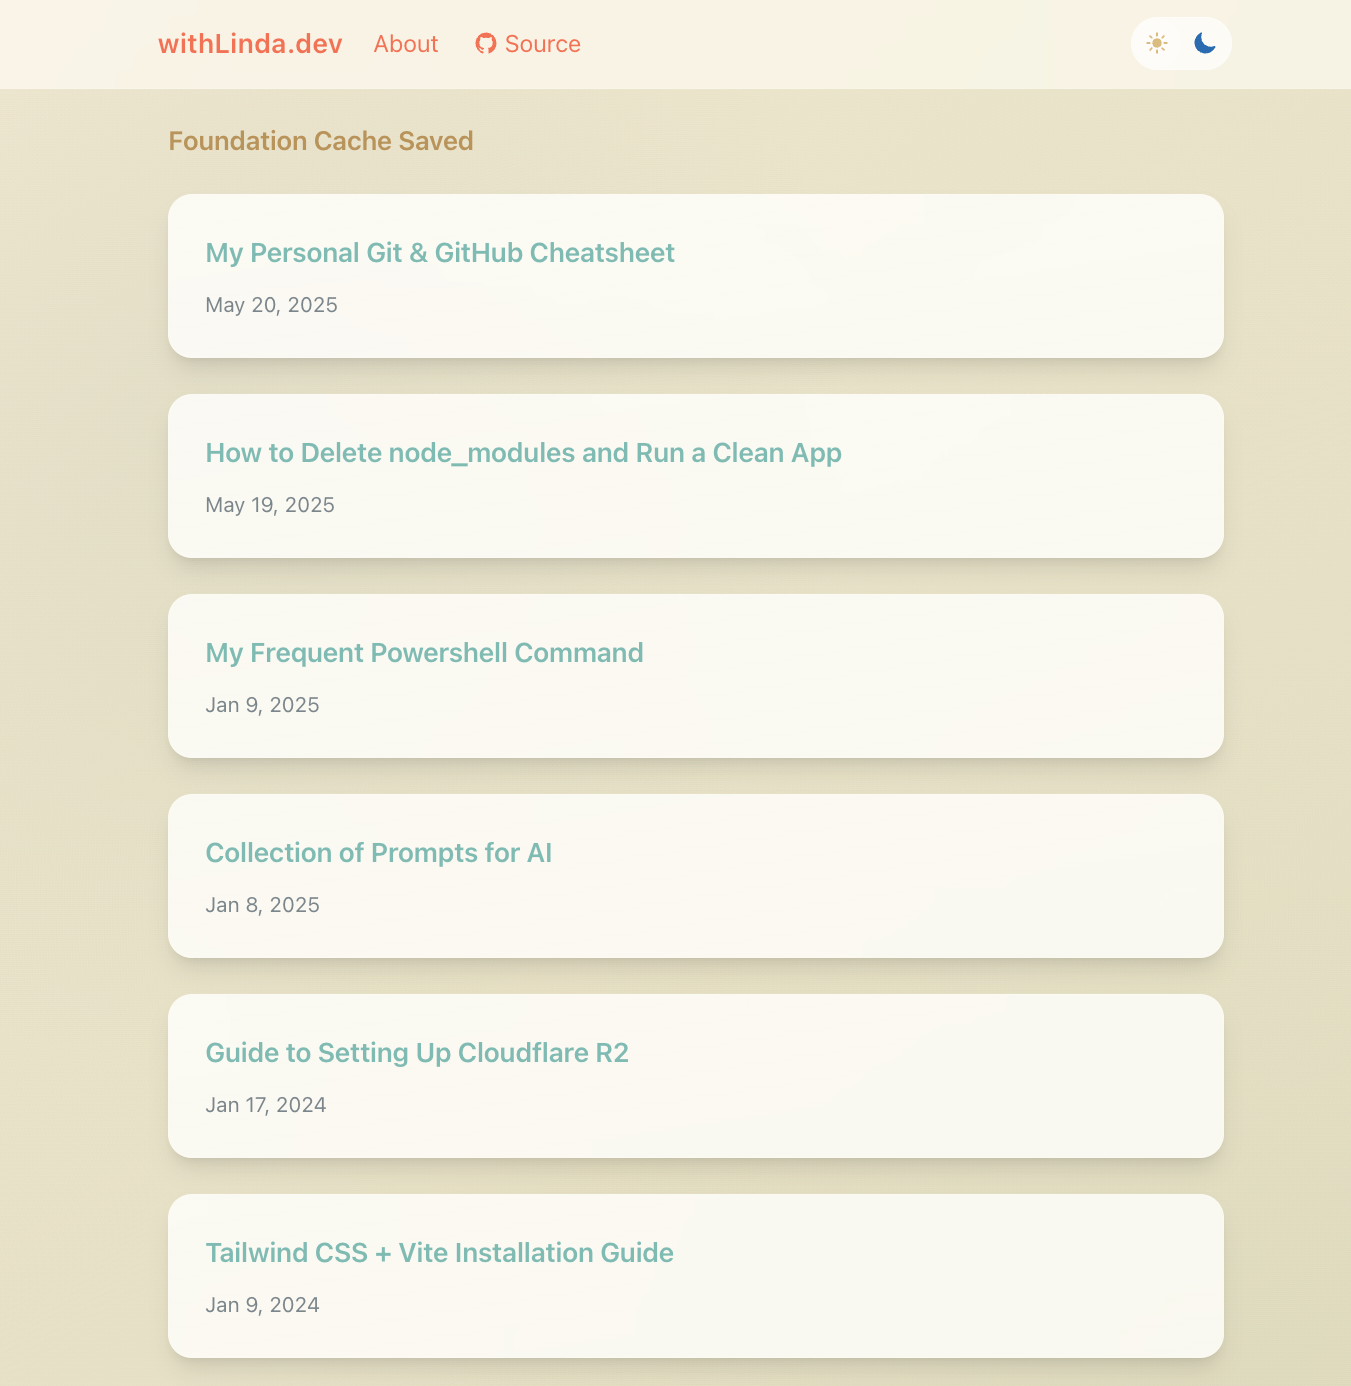 withLinda.dev About Source
Foundation Cache Saved
My Personal Git & GitHub Cheatsheet
May 20, 2025
How to Delete node_modules and Run a Clean App
May 19, 2025
My Frequent Powershell Command
Jan 9, 2025
Collection of Prompts for AI
Jan 8, 2025
Guide to Setting Up Cloudflare R2
Jan 17, 2024
Tailwind CSS + Vite Installation Guide
Jan 9, 2024